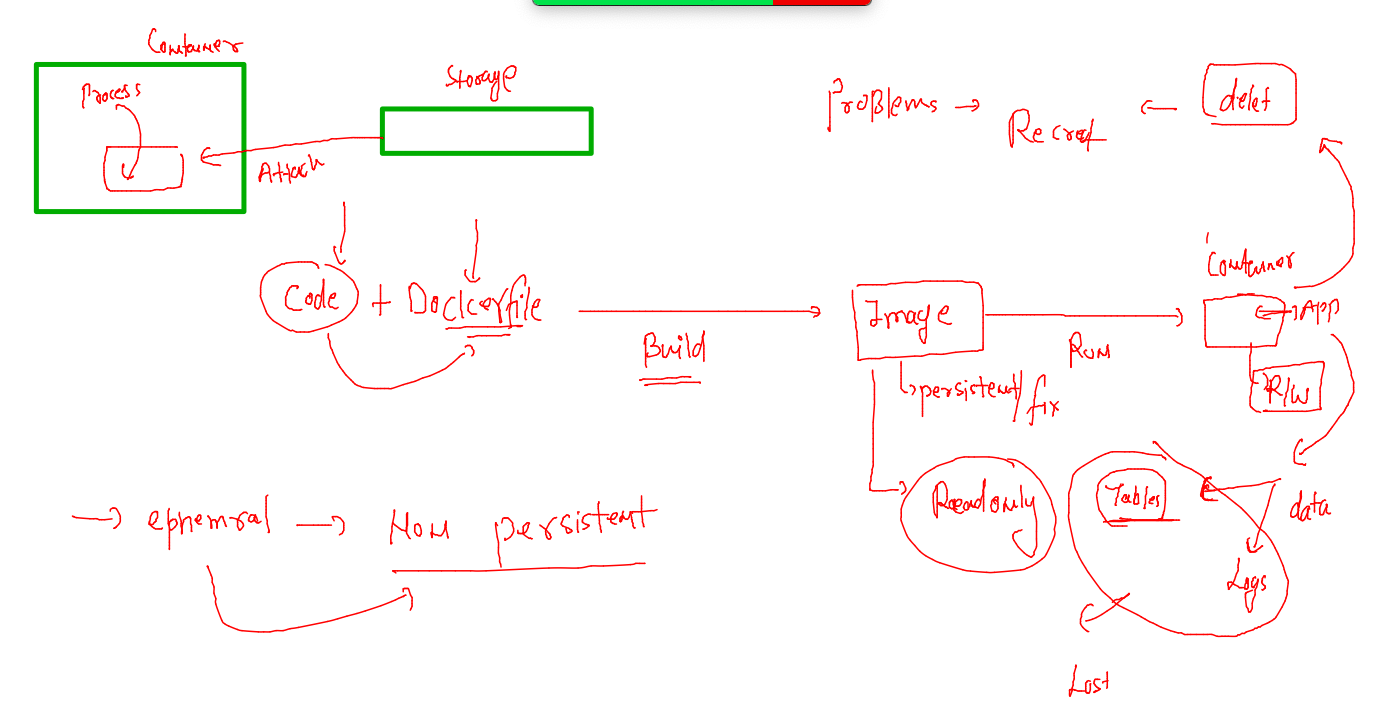 Container
Process
Storage
Attach
Problems → Recreat ← delet
Code + Dockerfile
Build
Image
Run
Container
App
R/W
persistent/fix
Readonly
Tables
data
Logs
Lost
→ ephemral → Non persistent